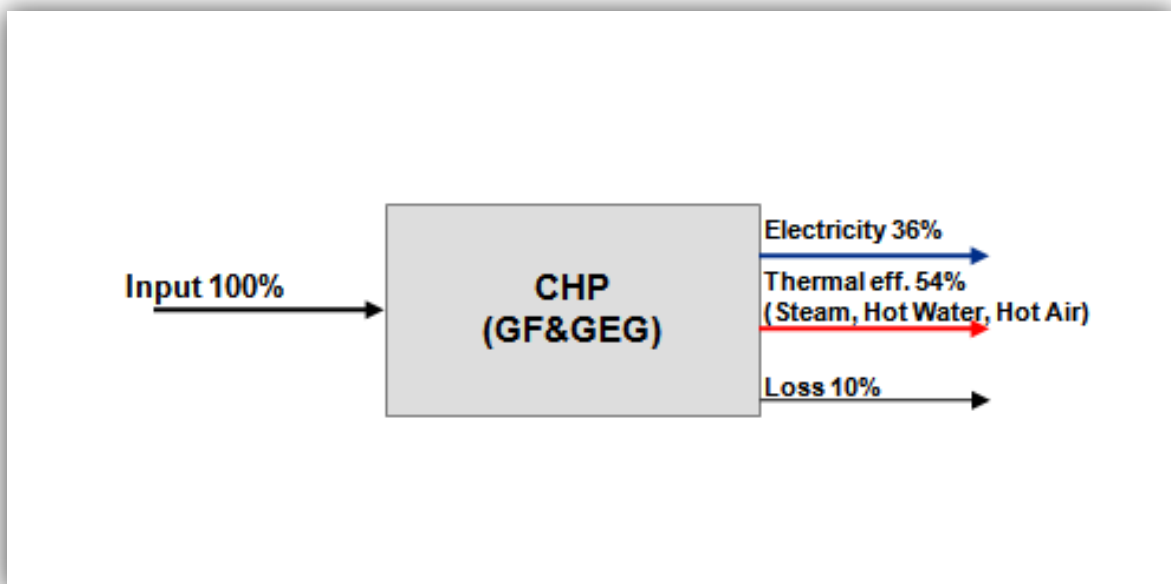 Electricity 36%
Thermal eff. 54%
(Steam, Hot Water, Hot Air)
Input 100%
CHP
(GF&GEG)
Loss 10%